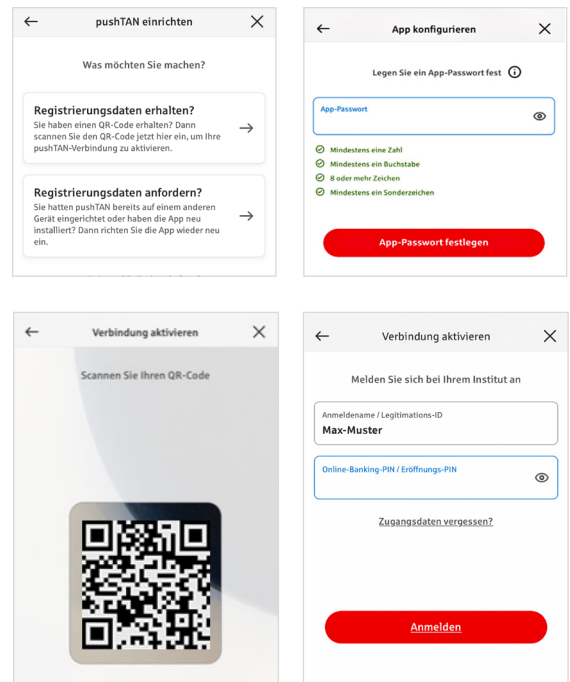 pushTAN einrichten
Was möchten Sie machen?
Registrierungsdaten erhalten?
Sie haben einen QR-Code erhalten? Dann
scannen Sie den QR-Code jetzt hier ein, um Ihre
pushTAN-Verbindung zu aktivieren.
Registrierungsdaten anfordern?
Sie hatten pushTAN bereits auf einem anderen
Gerät eingerichtet oder haben die App neu
installiert? Dann richten Sie die App wieder neu
ein.
App konfigurieren
Legen Sie ein App-Passwort fest
App-Passwort
Mindestens eine Zahl
Mindestens ein Buchstabe
8 oder mehr Zeichen
Mindestens ein Sonderzeichen
App-Passwort festlegen
Verbindung aktivieren
Scannen Sie Ihren QR-Code
Verbindung aktivieren
Melden Sie sich bei Ihrem Institut an
Anmeldename / Legitimations-ID
Max-Muster
Online-Banking-PIN / Eröffnungs-PIN
Zugangsdaten vergessen?
Anmelden